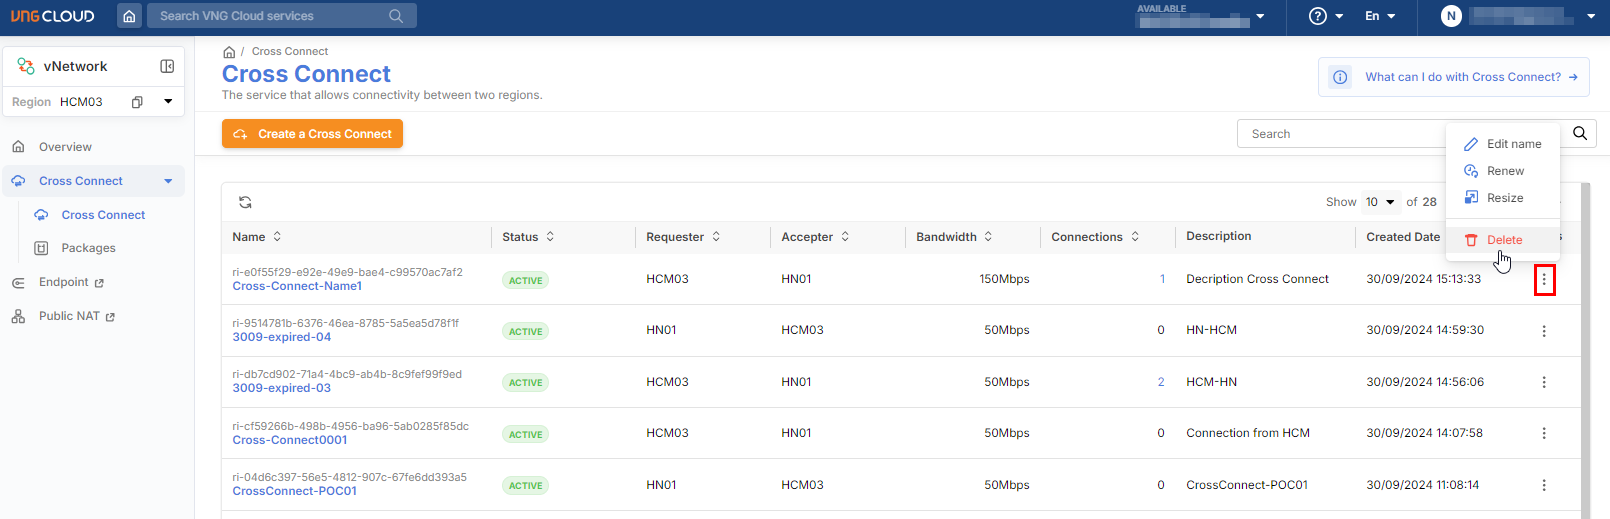 VNG CLOUD
Search VNG Cloud services
AVAILABLE
En
N
vNetwork
Region HCM03
Overview
Cross Connect
Cross Connect
Packages
Endpoint
Public NAT
/ Cross Connect
Cross Connect
The service that allows connectivity between two regions.
What can I do with Cross Connect?
Create a Cross Connect
Search
Edit name
Renew
Resize
Delete
Show 10 of 28
Name Status Requester Accepter Bandwidth Connections Description Created Date
ri-e0f55f29-e92e-49e9-bae4-c99570ac7af2
Cross-Connect-Name1 ACTIVE HCM03 HN01 150Mbps 1 Decription Cross Connect 30/09/2024 15:13:33
ri-9514781b-6376-46ea-8785-5a5ea5d78f1f
3009-expired-04 ACTIVE HN01 HCM03 50Mbps 0 HN-HCM 30/09/2024 14:59:30
ri-db7cd902-71a4-4bc9-ab4b-8c9fef99f9ed
3009-expired-03 ACTIVE HCM03 HN01 50Mbps 2 HCM-HN 30/09/2024 14:56:06
ri-cf59266b-498b-4956-ba96-5ab0285f85dc
Cross-Connect0001 ACTIVE HCM03 HN01 50Mbps 0 Connection from HCM 30/09/2024 14:07:58
ri-04d6c397-56e5-4812-907c-67fe6dd393a5
CrossConnect-POC01 ACTIVE HN01 HCM03 50Mbps 0 CrossConnect-POC01 30/09/2024 11:08:14